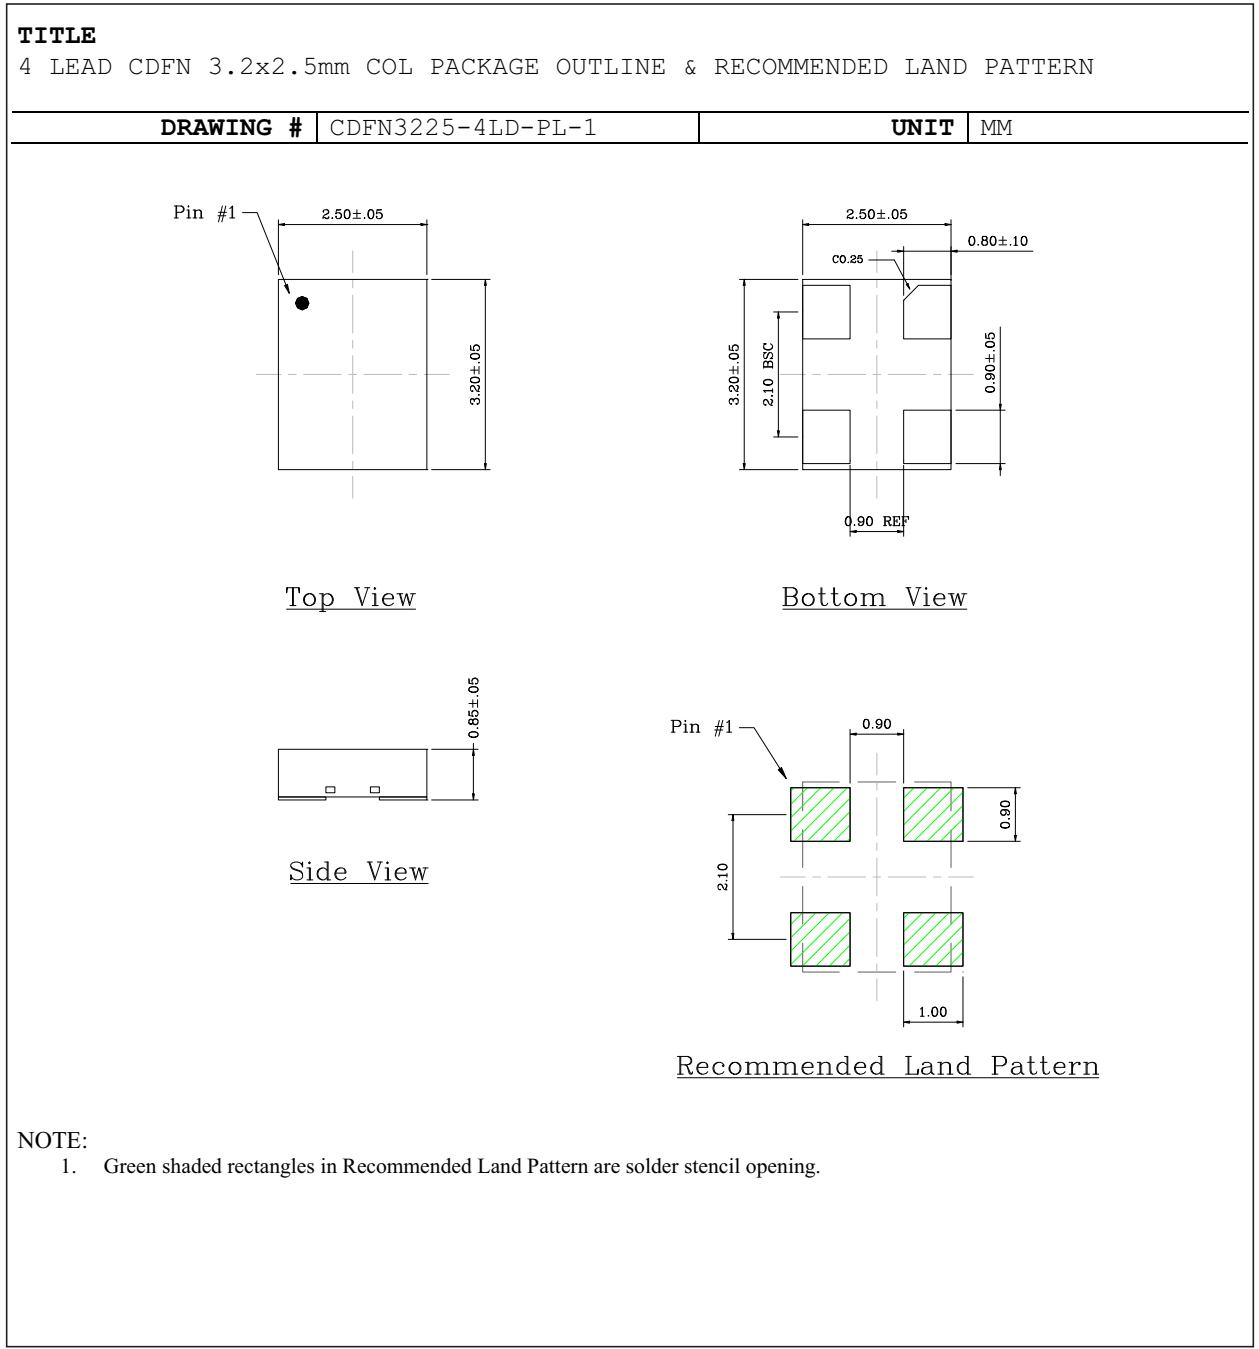 TITLE
4 LEAD CDFN 3.2x2.5mm COL PACKAGE OUTLINE & RECOMMENDED LAND PATTERN
DRAWING # CDFN3225-4LD-PL-1 UNIT MM
Pin #1
2.50±.05
3.20±.05
Top View
2.50±.05
0.80±.10
C0.25
3.20±.05
2.10 BSC
0.90±.05
0.90 REF
Bottom View
0.85±.05
Side View
Pin #1
0.90
0.90
2.10
1.00
Recommended Land Pattern
NOTE:
1. Green shaded rectangles in Recommended Land Pattern are solder stencil opening.